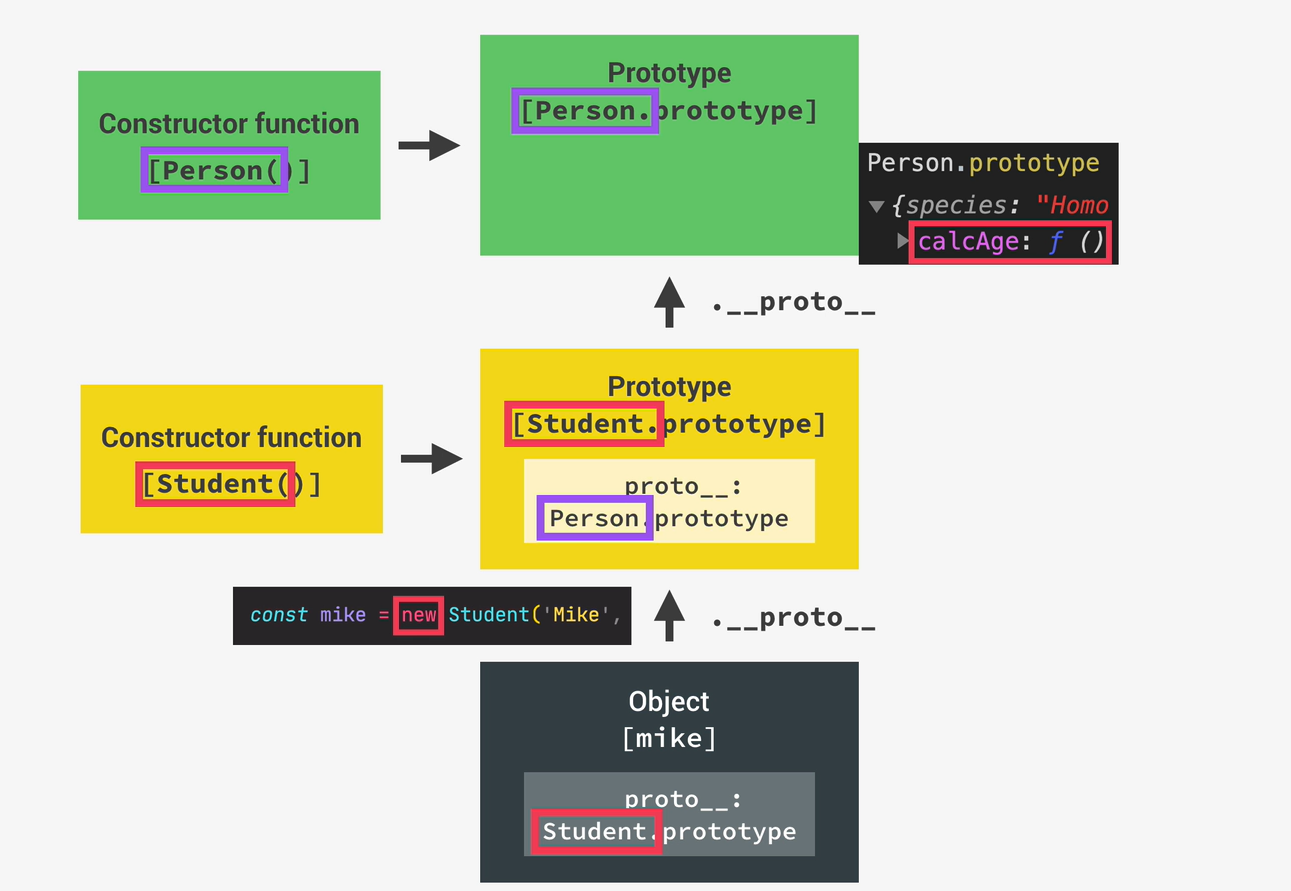 Prototype
[Person.prototype]
Constructor function
[Person()]
Person.prototype
{species: "Homo
calcAge: ƒ ()
.__proto__
Prototype
[Student.prototype]
Constructor function
[Student()]
proto__:
Person.prototype
const mike = new Student('Mike',
.__proto__
Object
[mike]
proto__:
Student.prototype